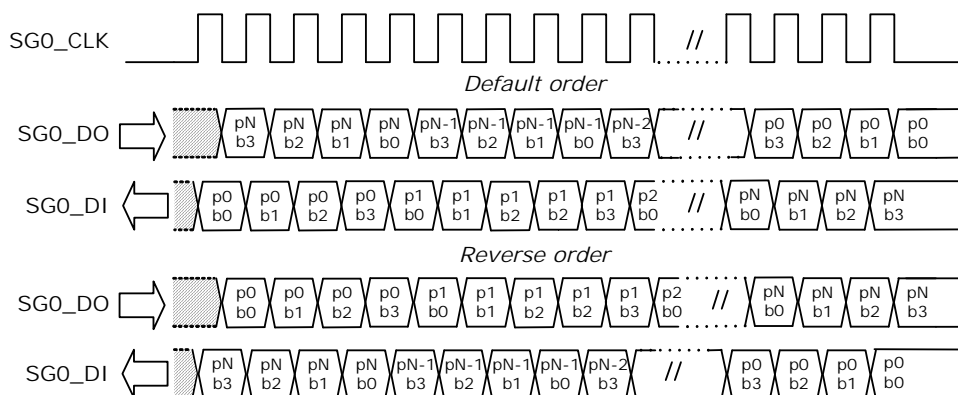 SG0_CLK //
Default order
SG0_DO pN pN pN pN pN-1 pN-1 pN-1 pN-1 pN-2 // p0 p0 p0 p0
b3 b2 b1 b0 b3 b2 b1 b0 b3 b3 b2 b1 b0
SG0_DI p0 p0 p0 p0 p1 p1 p1 p1 p1 p2 // pN pN pN pN
b0 b1 b2 b3 b0 b1 b2 b2 b3 b0 b0 b1 b2 b3
Reverse order
SG0_DO p0 p0 p0 p0 p1 p1 p1 p1 p1 p2 // pN pN pN pN
b0 b1 b2 b3 b0 b1 b2 b2 b3 b0 b0 b1 b2 b3
SG0_DI pN pN pN pN pN-1 pN-1 pN-1 pN-1 pN-2 // p0 p0 p0 p0
b3 b2 b1 b0 b3 b2 b1 b0 b3 b3 b2 b1 b0